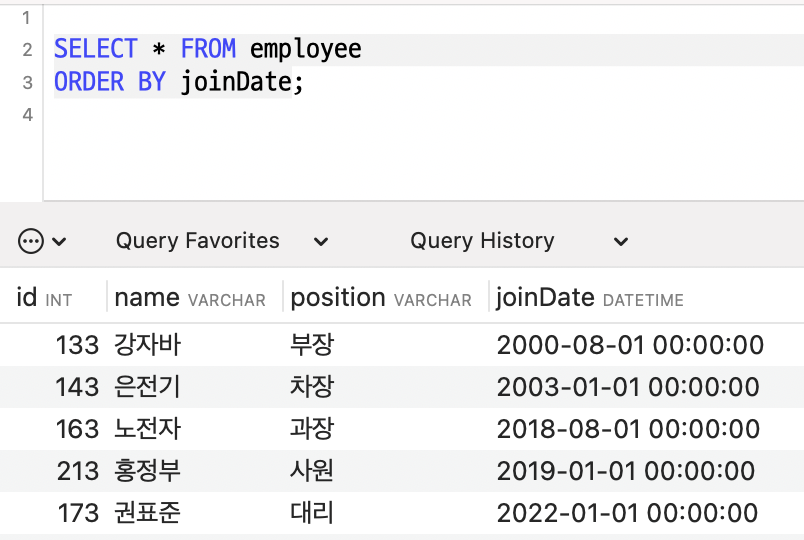 1
2 SELECT * FROM employee
3 ORDER BY joinDate;
4
Query Favorites Query History
id INT name VARCHAR position VARCHAR joinDate DATETIME
133 강자바 부장 2000-08-01 00:00:00
143 은전기 차장 2003-01-01 00:00:00
163 노전자 과장 2018-08-01 00:00:00
213 홍정부 사원 2019-01-01 00:00:00
173 권표준 대리 2022-01-01 00:00:00